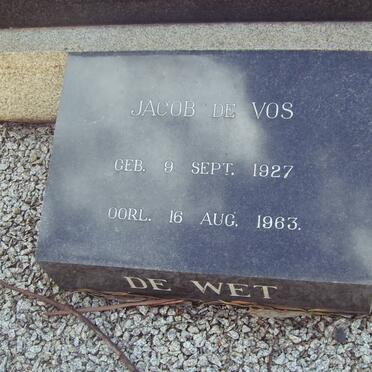 JACOB DE VOS
GEB. 9 SEPT. 1927
OORL. 16 AUG. 1963.
DE WET